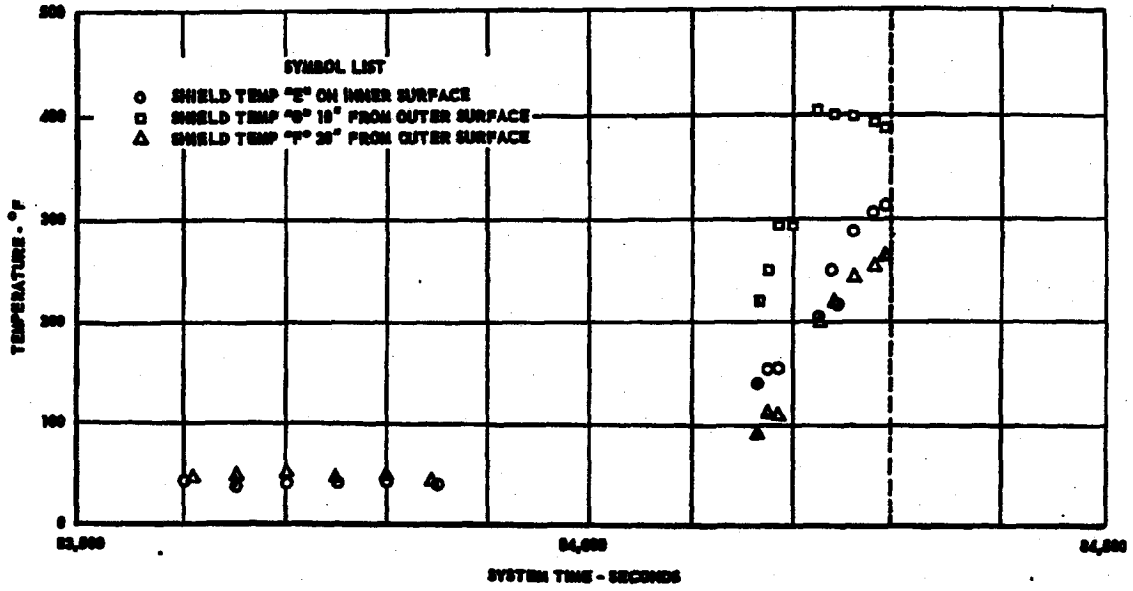 500
SYMBOL LIST
SHIELD TEMP "E" ON INNER SURFACE
400
SHIELD TEMP FROM OUTER SURFACE
SHIELD TEMP "F" 20" FROM OUTER SURFACE
300
200
100
0
TEMPERATURE - °F
SYSTEM TIME - SECONDS